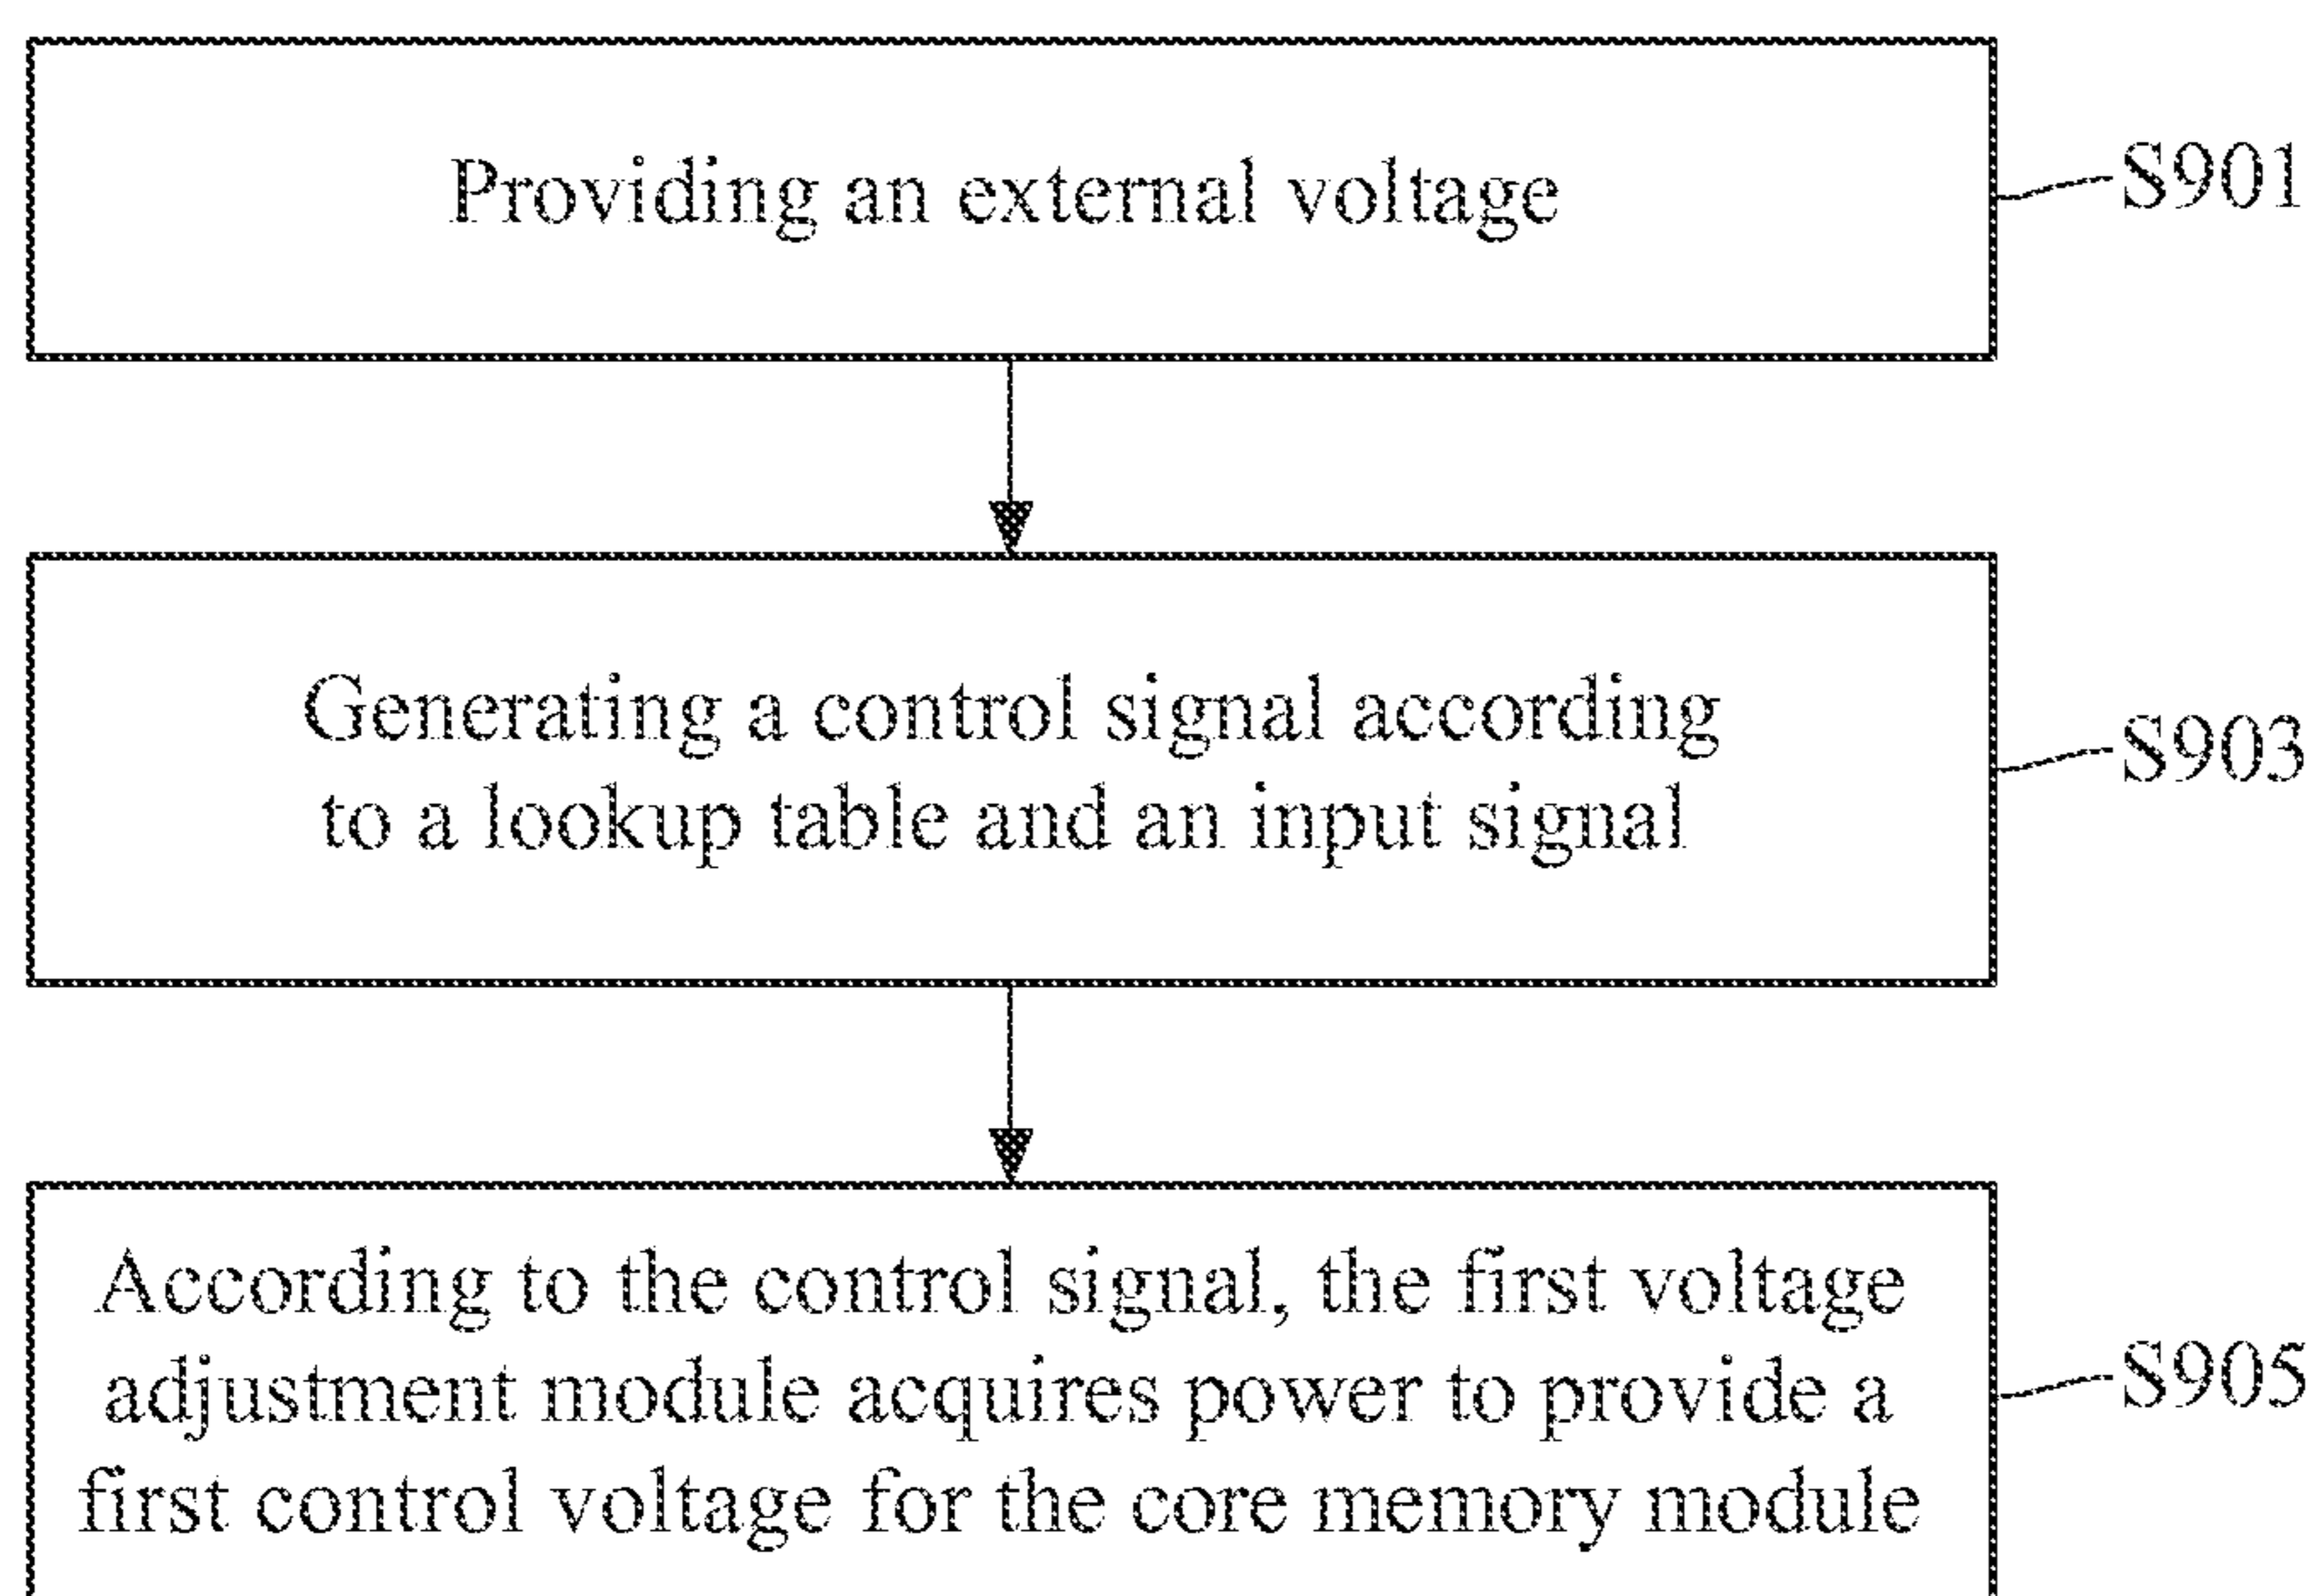 Providing an external voltage
S901
Generating a control signal according
to a lookup table and an input signal
S903
According to the control signal, the first voltage
adjustment module acquires power to provide a
first control voltage for the core memory module
S905